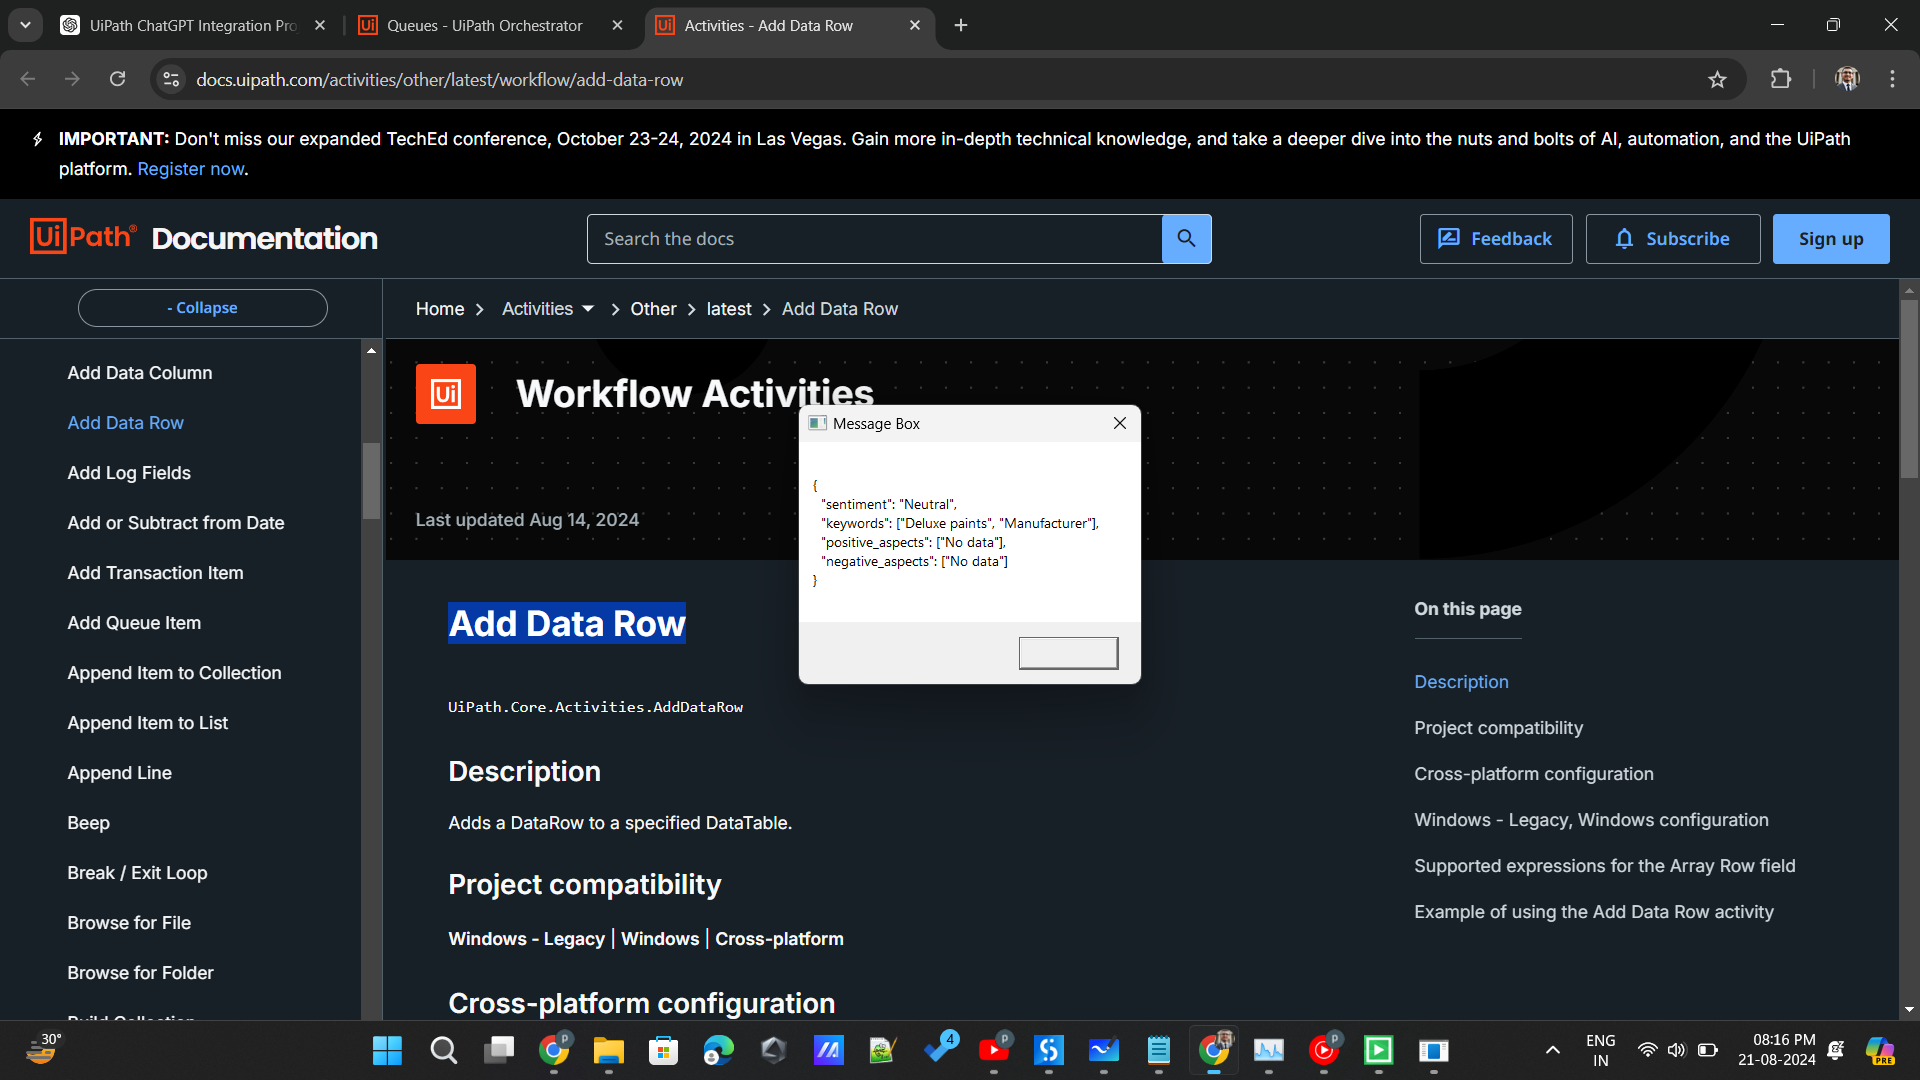 UiPath ChatGPT Integration Pro
Queues - UiPath Orchestrator
Activities - Add Data Row
docs.uipath.com/activities/other/latest/workflow/add-data-row
IMPORTANT: Don't miss our expanded TechEd conference, October 23-24, 2024 in Las Vegas. Gain more in-depth technical knowledge, and take a deeper dive into the nuts and bolts of AI, automation, and the UiPath
platform. Register now.
UiPath® Documentation
Search the docs
Feedback
Subscribe
Sign up
- Collapse
Home > Activities > Other > latest > Add Data Row
Add Data Column
Add Data Row
Add Log Fields
Add or Subtract from Date
Add Transaction Item
Add Queue Item
Append Item to Collection
Append Item to List
Append Line
Beep
Break / Exit Loop
Browse for File
Browse for Folder
Build Collection
Ui
Workflow Activities
Last updated Aug 14, 2024
Message Box
{
"sentiment": "Neutral",
"keywords": ["Deluxe paints", "Manufacturer"],
"positive_aspects": ["No data"],
"negative_aspects": ["No data"]
}
Add Data Row
UiPath.Core.Activities.AddDataRow
Description
Adds a DataRow to a specified DataTable.
Project compatibility
Windows - Legacy | Windows | Cross-platform
Cross-platform configuration
On this page
Description
Project compatibility
Cross-platform configuration
Windows - Legacy, Windows configuration
Supported expressions for the Array Row field
Example of using the Add Data Row activity
30°
4
ENG
IN
08:16 PM
21-08-2024
PRE